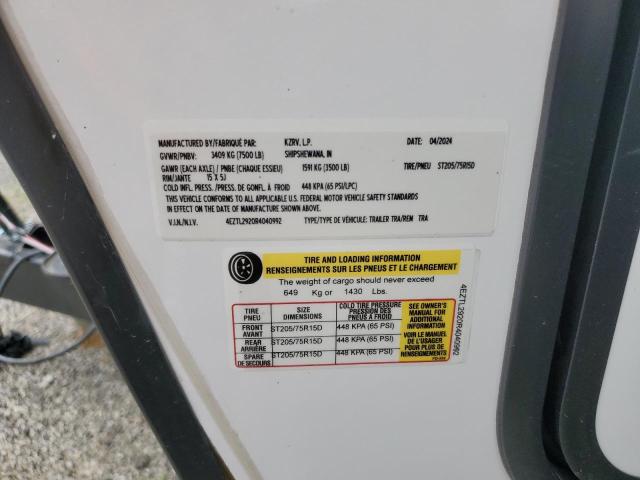 MANUFACTURED BY/FABRIQUÉ PAR: KZRV, L.P. DATE: 04/2024
GVWR/PNBV: 3409 KG (7500 LB) SHIPSHEWANA, IN
GAWR (EACH AXLE) / PNBE (CHAQUE ESSIEU) 1591 KG (3500 LB) TIRE/PNEU ST205/75R15D
RIM/JANTE 15 X 5J
COLD INFL. PRESS./PRESS. DE GONFL. À FROID 448 KPA (65 PSI/LPC)
THIS VEHICLE CONFORMS TO ALL APPLICABLE U.S. FEDERAL MOTOR VEHICLE SAFETY STANDARDS
IN EFFECT ON THE DATE OF MANUFACTURE SHOWN ABOVE.
V.I.N./N.I.V. 4EZTL2920R4040992 TYPE/TYPE DE VÉHICULE: TRAILER TRA/REM TRA
TIRE AND LOADING INFORMATION
RENSEIGNEMENTS SUR LES PNEUS ET LE CHARGEMENT
The weight of cargo should never exceed
649 Kg or 1430 Lbs.
TIRE
PNEU
SIZE
DIMENSIONS
COLD TIRE PRESSURE
PRESSION DES
PNEUS À FROID
FRONT
AVANT
ST205/75R15D
448 KPA (65 PSI)
REAR
ARRIÈRE
ST205/75R15D
448 KPA (65 PSI)
SPARE
DE SECOURS
ST205/75R15D
448 KPA (65 PSI)
SEE OWNER'S
MANUAL FOR
ADDITIONAL
INFORMATION
VOIR LE MANUEL
DE L'USAGER
POUR PLUS DE
RENSEIGNEMENTS
4EZTL2920R4040992